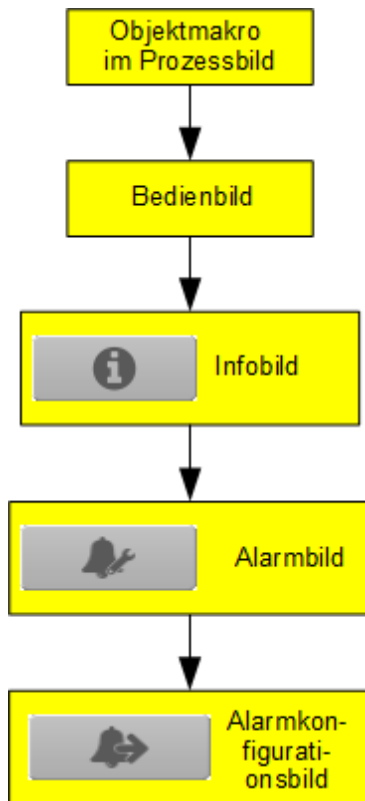 Objektmakro
im Prozessbild
Bedienbild
Infobild
Alarmbild
Alarmkon-
figurati-
onsbild